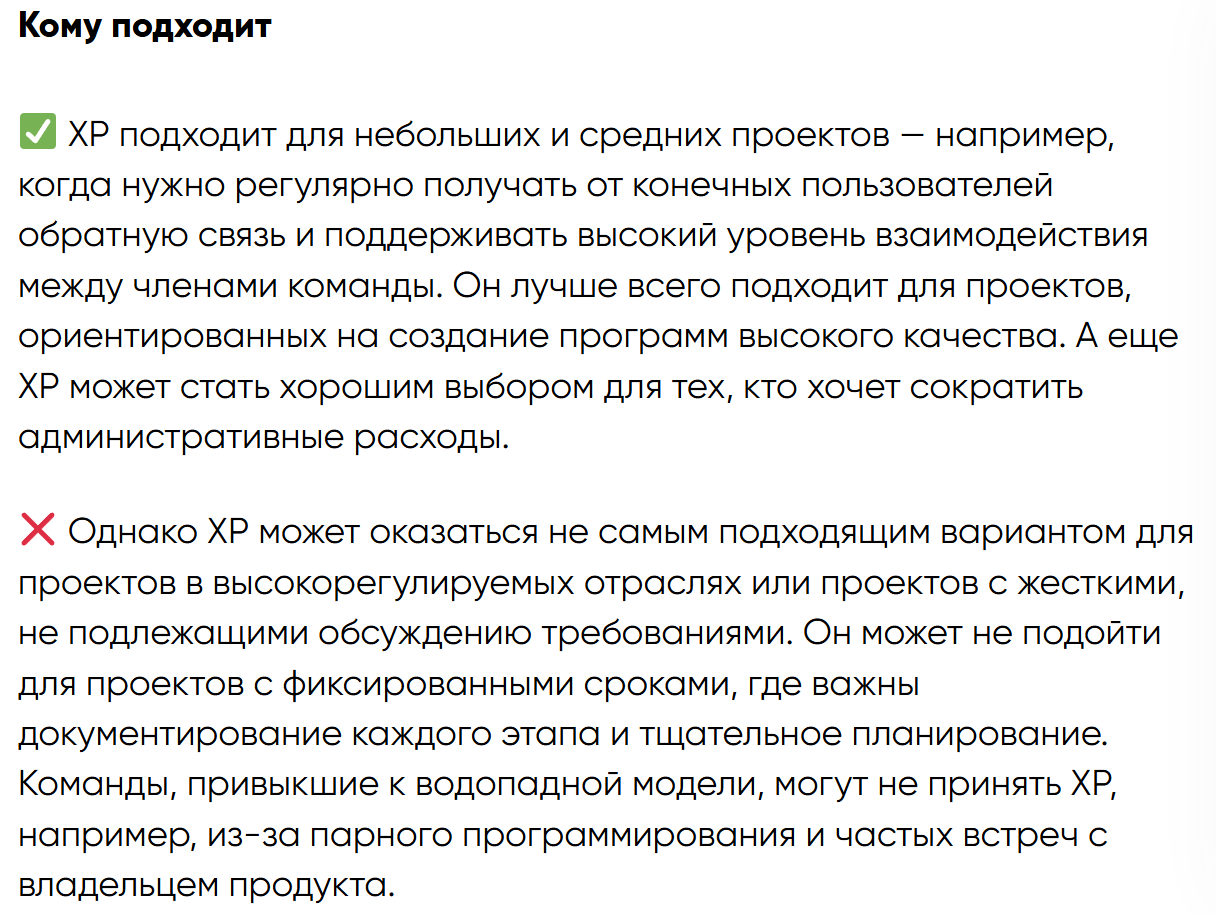 Кому подходит
✅ XP подходит для небольших и средних проектов — например,
когда нужно регулярно получать от конечных пользователей
обратную связь и поддерживать высокий уровень взаимодействия
между членами команды. Он лучше всего подходит для проектов,
ориентированных на создание программ высокого качества. А еще
XP может стать хорошим выбором для тех, кто хочет сократить
административные расходы.
❌ Однако XP может оказаться не самым подходящим вариантом для
проектов в высокорегулируемых отраслях или проектов с жесткими,
не подлежащими обсуждению требованиями. Он может не подойти
для проектов с фиксированными сроками, где важны
документирование каждого этапа и тщательное планирование.
Команды, привыкшие к водопадной модели, могут не принять XP,
например, из-за парного программирования и частых встреч с
владельцем продукта.